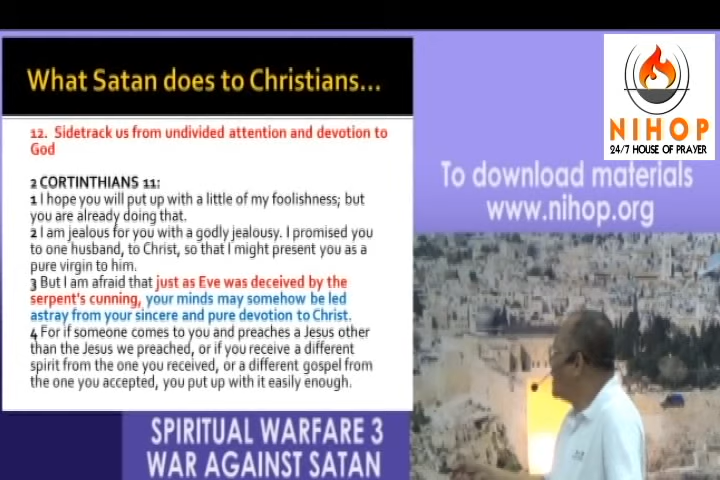 What Satan does to Christians...
12. Sidetrack us from undivided attention and devotion to
God
2 CORTINTHIANS 11:
1 I hope you will put up with a little of my foolishness; but
you are already doing that.
2 I am jealous for you with a godly jealousy. I promised you
to one husband, to Christ, so that I might present you as a
pure virgin to him.
3 But I am afraid that just as Eve was deceived by the
serpent's cunning, your minds may somehow be led
astray from your sincere and pure devotion to Christ.
4 For if someone comes to you and preaches a Jesus other
than the Jesus we preached, or if you receive a different
spirit from the one you received, or a different gospel from
the one you accepted, you put up with it easily enough.
NIHOP
24/7 HOUSE OF PRAYER
To download materials
www.nihop.org
SPIRITUAL WARFARE 3
WAR AGAINST SATAN